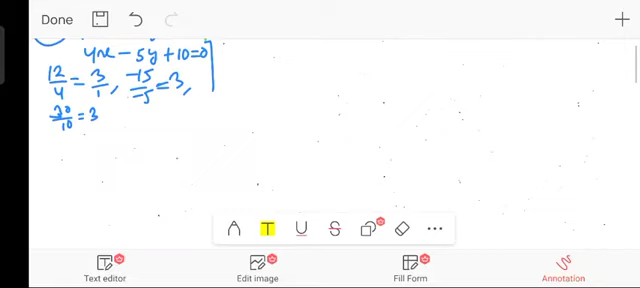 Done
4x - 5y + 10 = 0
12/4 = 3/1, -15/-5 = 3,
30/10 = 3
T U S
Text editor Edit image Fill Form Annotation